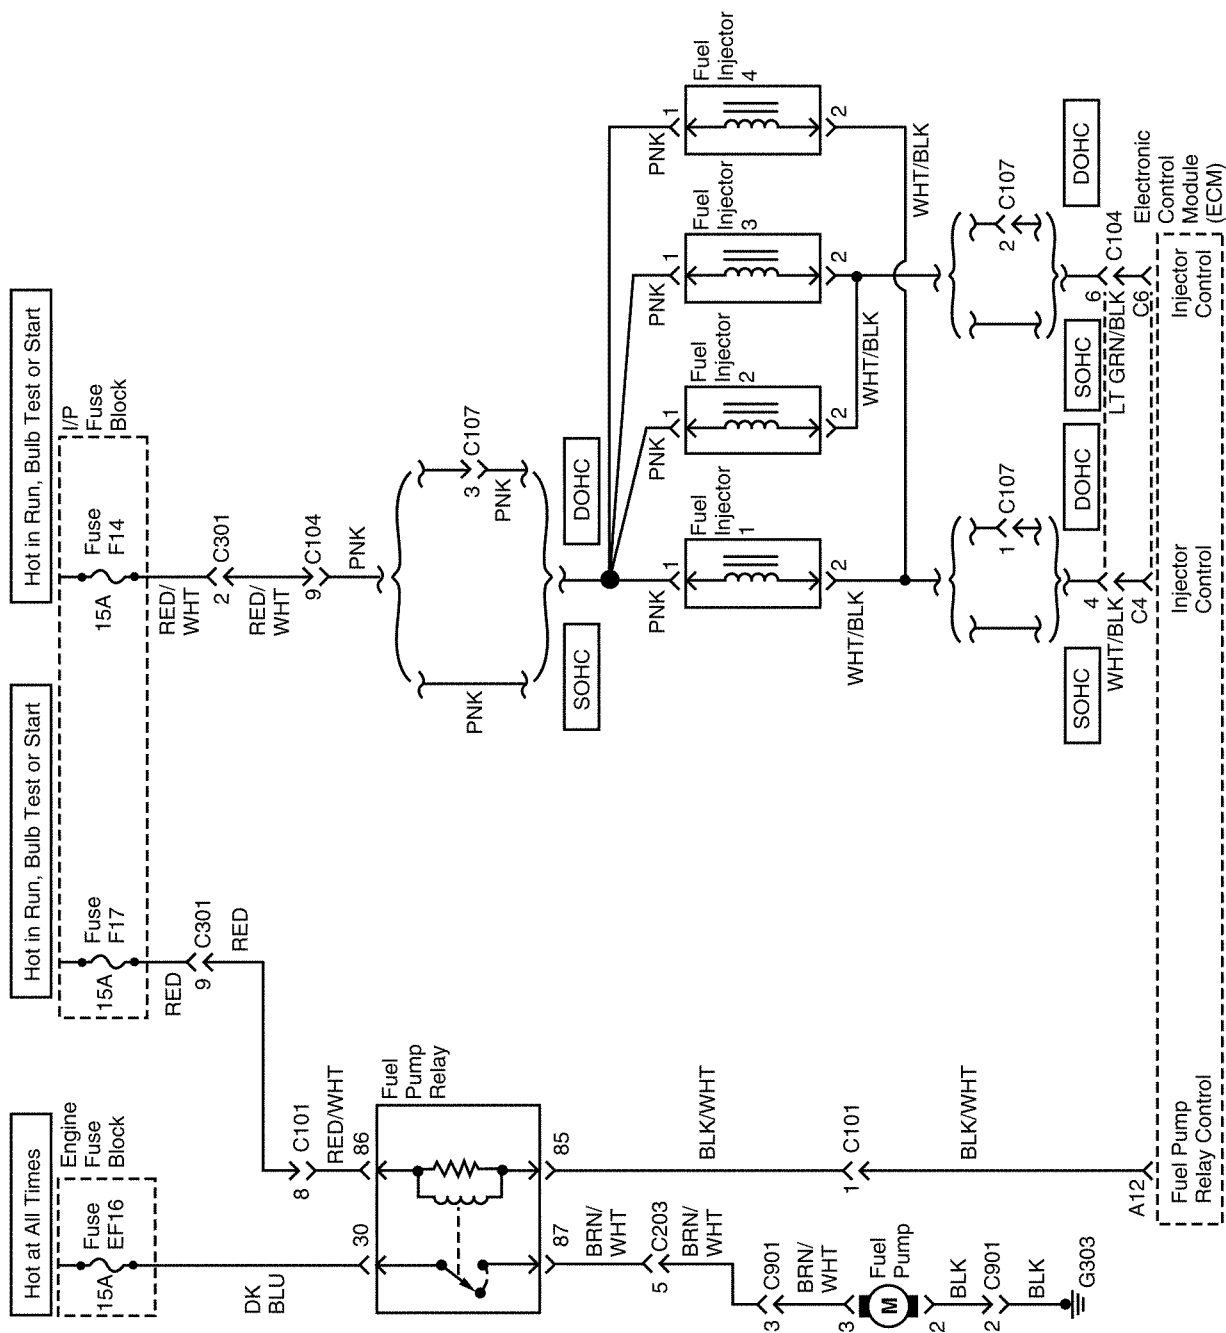 Hot at All Times
Hot in Run, Bulb Test or Start
Hot in Run, Bulb Test or Start
Engine
Fuse
Block
Fuse
EF16
15A
Fuse
F17
15A
I/P
Fuse
Block
Fuse
F14
15A
DK
BLU
RED
9
C301
RED
8
C101
RED/WHT
30
86
Fuel
Pump
Relay
87
85
BRN/
WHT
5
C203
BRN/
WHT
3
C901
BRN/
WHT
3
Fuel
Pump
M
2
BLK
2
C901
BLK
G303
BLK/WHT
1
C101
BLK/WHT
A12
Fuel Pump
Relay Control
RED/
WHT
2
C301
RED/
WHT
9
C104
PNK
PNK
3
C107
PNK
SOHC
DOHC
PNK
1
PNK
1
PNK
1
PNK
1
Fuel
Injector
1
Fuel
Injector
2
Fuel
Injector
3
Fuel
Injector
4
2
2
2
2
WHT/BLK
WHT/BLK
WHT/BLK
1
C107
2
C107
SOHC
DOHC
SOHC
DOHC
4
WHT/BLK
C4
6
C104
LT GRN/BLK
C6
Injector
Control
Injector
Control
Electronic
Control
Module
(ECM)